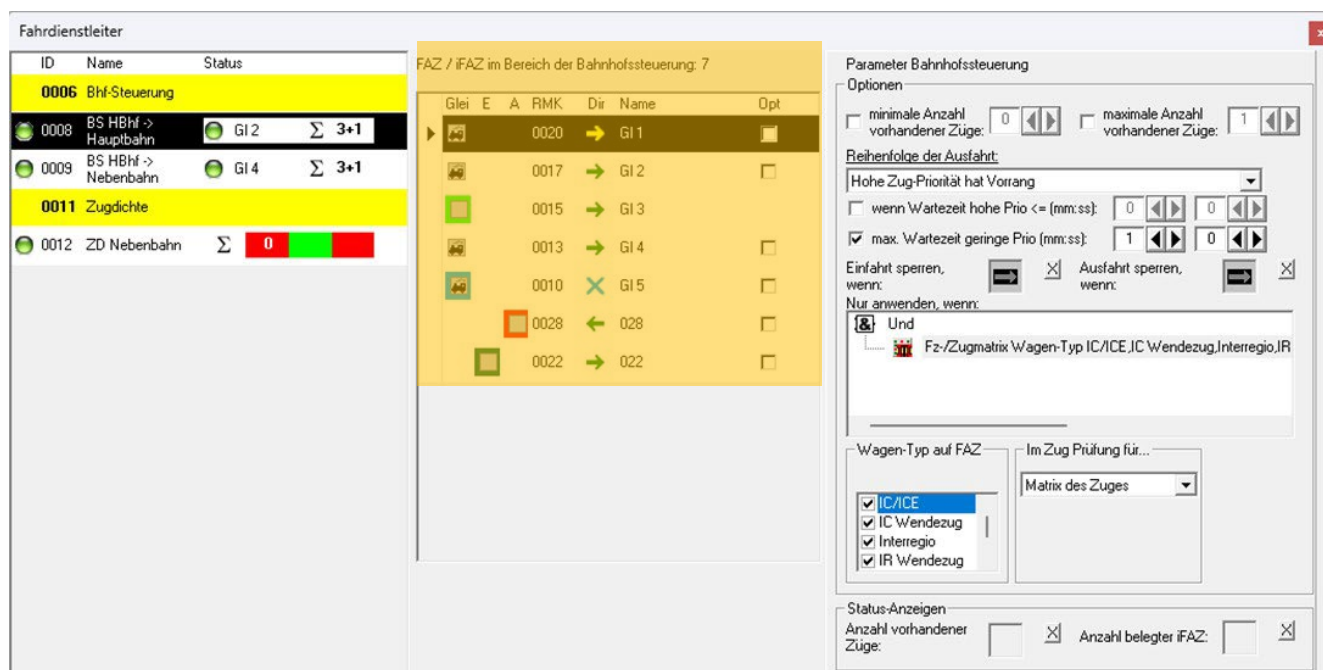 Fahrdienstleiter
ID Name Status
0006 Bhf-Steuerung
0008 BS HBhf -> Hauptbahn Gl 2 Σ 3+1
0009 BS HBhf -> Nebenbahn Gl 4 Σ 3+1
0011 Zugdichte
0012 ZD Nebenbahn Σ 0
FAZ / iFAZ im Bereich der Bahnhofssteuerung: 7
Glei E A RMK Dir Name Opt
0020 Gl 1
0017 Gl 2
0015 Gl 3
0013 Gl 4
0010 Gl 5
0028 028
0022 022
Parameter Bahnhofssteuerung
Optionen
minimale Anzahl vorhandener Züge: 0
maximale Anzahl vorhandener Züge: 1
Reihenfolge der Ausfahrt:
Hohe Zug-Priorität hat Vorrang
wenn Wartezeit hohe Prio <= (mm:ss): 0 0
max. Wartezeit geringe Prio (mm:ss): 1 0
Einfahrt sperren, wenn: X
Ausfahrt sperren, wenn: X
Nur anwenden, wenn:
& Und
Fz-/Zugmatrix Wagen-Typ IC/ICE,IC Wendezug,Interregio,IR
Wagen-Typ auf FAZ
IC/ICE
IC Wendezug
Interregio
IR Wendezug
Im Zug Prüfung für...
Matrix des Zuges
Status-Anzeigen
Anzahl vorhandener Züge: X
Anzahl belegter iFAZ: X